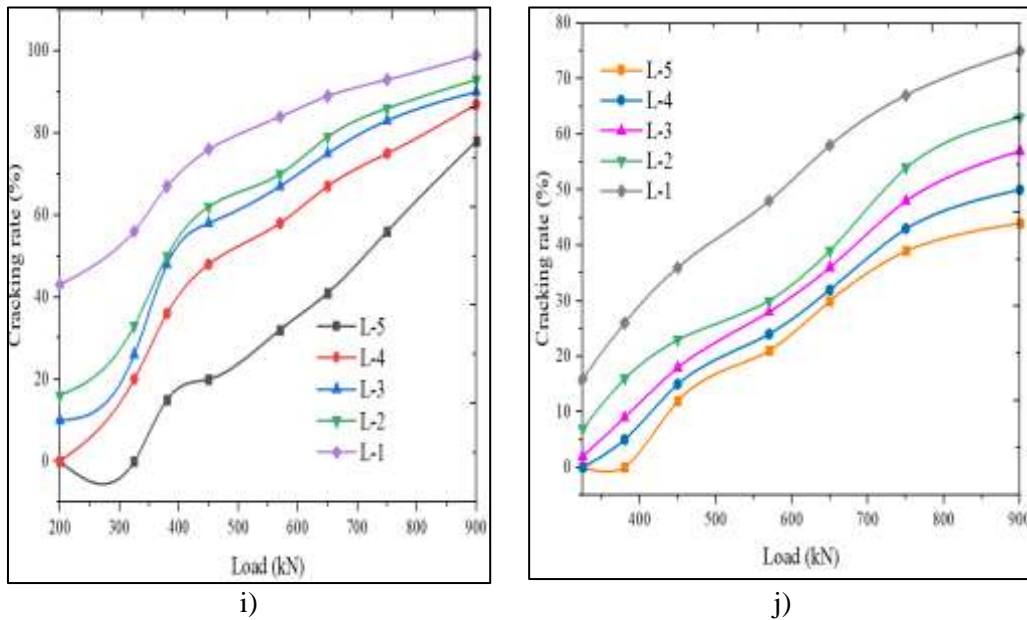 100
80
60
40
20
0
Cracking rate (%)
L-5
L-4
L-3
L-2
L-1
200 300 400 500 600 700 800 900
Load (kN)
i)
80
70
60
50
40
30
20
10
0
Cracking rate (%)
L-5
L-4
L-3
L-2
L-1
400 500 600 700 800 900
Load (kN)
j)